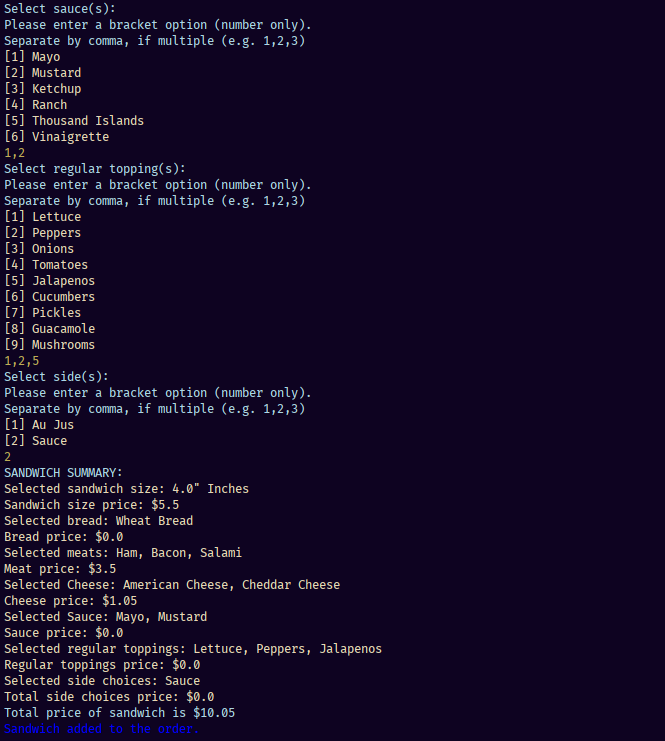 Select sauce(s):
Please enter a bracket option (number only).
Separate by comma, if multiple (e.g. 1,2,3)
[1] Mayo
[2] Mustard
[3] Ketchup
[4] Ranch
[5] Thousand Islands
[6] Vinaigrette
1,2
Select regular topping(s):
Please enter a bracket option (number only).
Separate by comma, if multiple (e.g. 1,2,3)
[1] Lettuce
[2] Peppers
[3] Onions
[4] Tomatoes
[5] Jalapenos
[6] Cucumbers
[7] Pickles
[8] Guacamole
[9] Mushrooms
1,2,5
Select side(s):
Please enter a bracket option (number only).
Separate by comma, if multiple (e.g. 1,2,3)
[1] Au Jus
[2] Sauce
2
SANDWICH SUMMARY:
Selected sandwich size: 4.0" Inches
Sandwich size price: $5.5
Selected bread: Wheat Bread
Bread price: $0.0
Selected meats: Ham, Bacon, Salami
Meat price: $3.5
Selected Cheese: American Cheese, Cheddar Cheese
Cheese price: $1.05
Selected Sauce: Mayo, Mustard
Sauce price: $0.0
Selected regular toppings: Lettuce, Peppers, Jalapenos
Regular toppings price: $0.0
Selected side choices: Sauce
Total side choices price: $0.0
Total price of sandwich is $10.05
Sandwich added to the order.